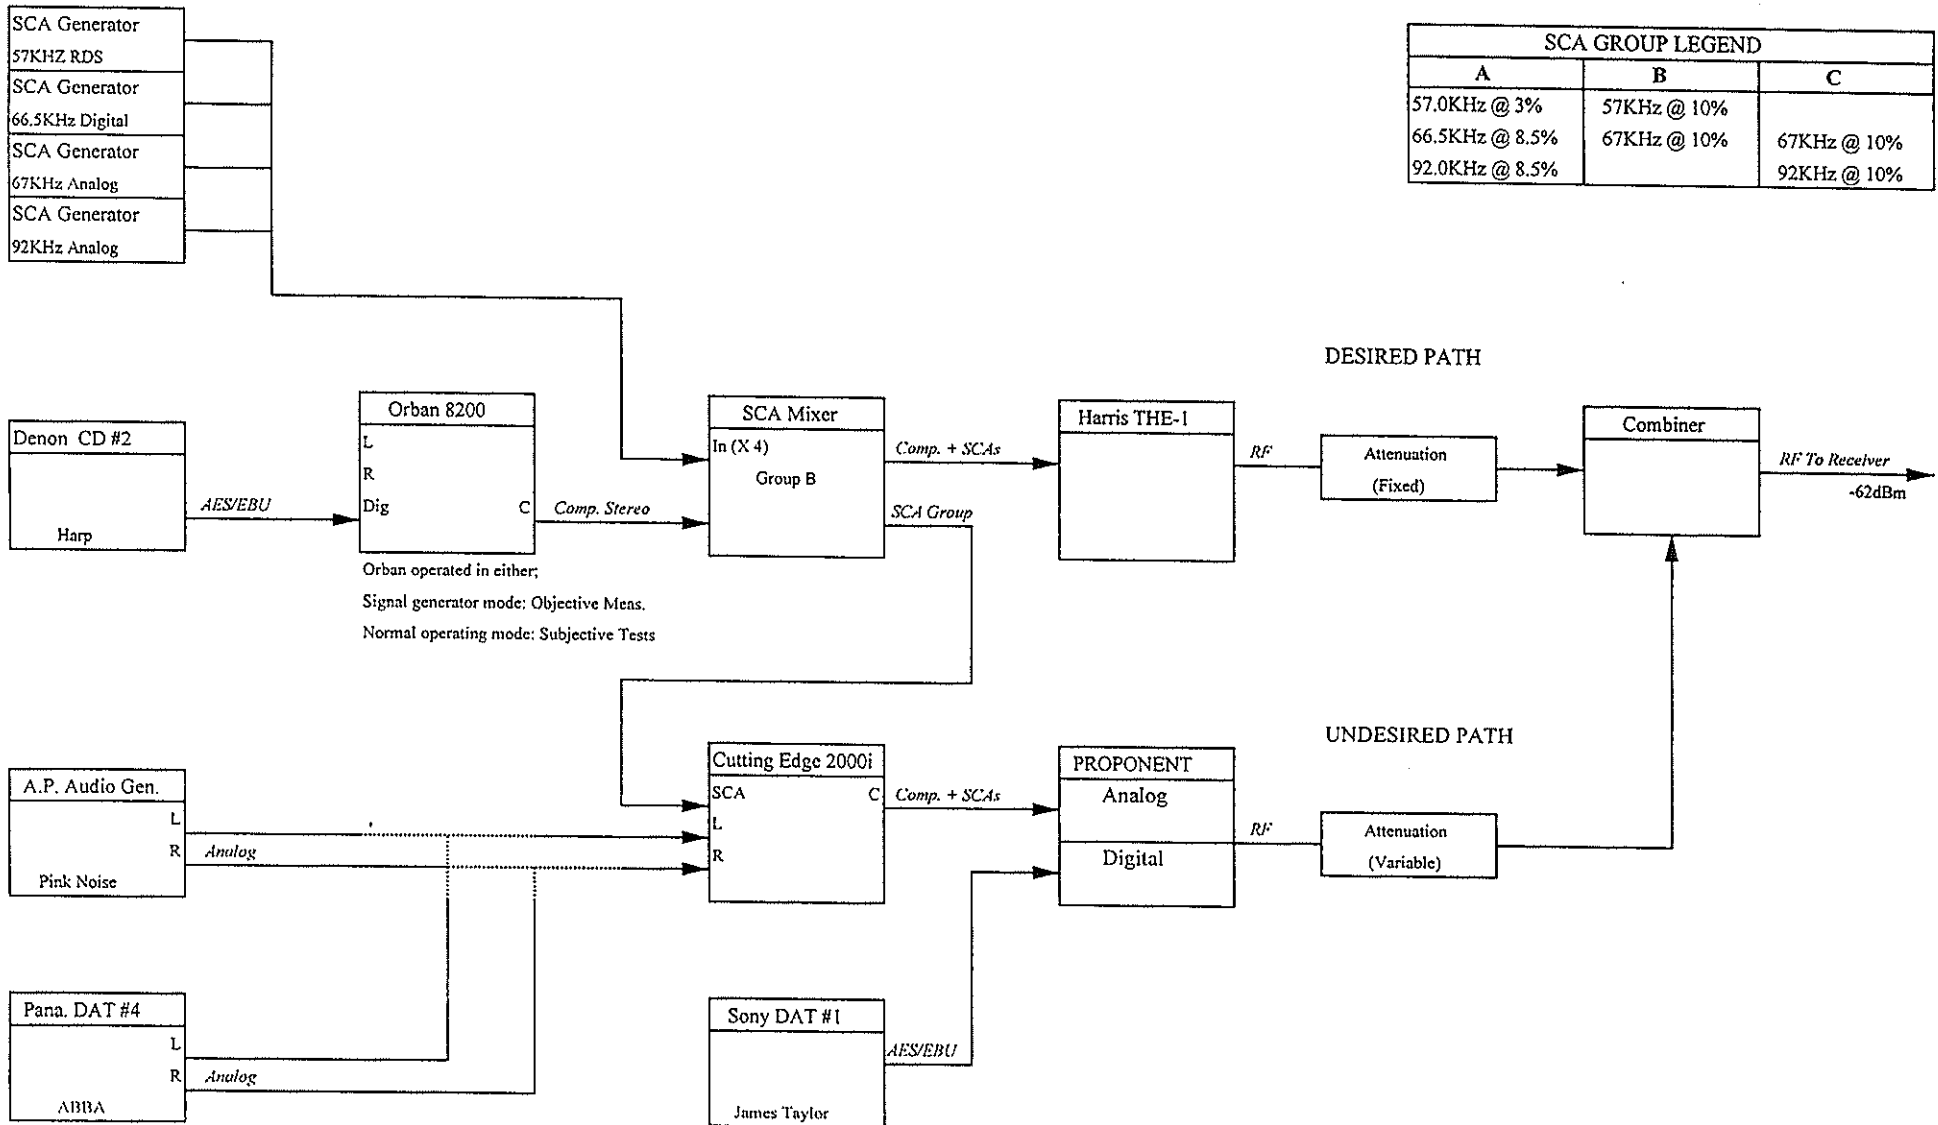 SCA Generator
57KHZ RDS
SCA Generator
66.5KHz Digital
SCA Generator
67KHz Analog
SCA Generator
92KHz Analog
SCA GROUP LEGEND
A B C
57.0KHz @ 3% 57KHz @ 10%
66.5KHz @ 8.5% 67KHz @ 10% 67KHz @ 10%
92.0KHz @ 8.5% 92KHz @ 10%
DESIRED PATH
Denon CD #2
Harp
AES/EBU
Orban 8200
L
R
Dig C
Comp. Stereo
Orban operated in either;
Signal generator mode: Objective Meas.
Normal operating mode: Subjective Tests
SCA Mixer
In (X 4)
Group B
Comp. + SCAs
SCA Group
Harris THE-1
RF
Attenuation
(Fixed)
Combiner
RF To Receiver
-62dBm
UNDESIRED PATH
A.P. Audio Gen.
L
R
Pink Noise
Analog
Cutting Edge 2000i
SCA C
L
R
Comp. + SCAs
PROPONENT
Analog
Digital
RF
Attenuation
(Variable)
Pana. DAT #4
L
R
ABBA
Analog
Sony DAT #1
James Taylor
AES/EBU